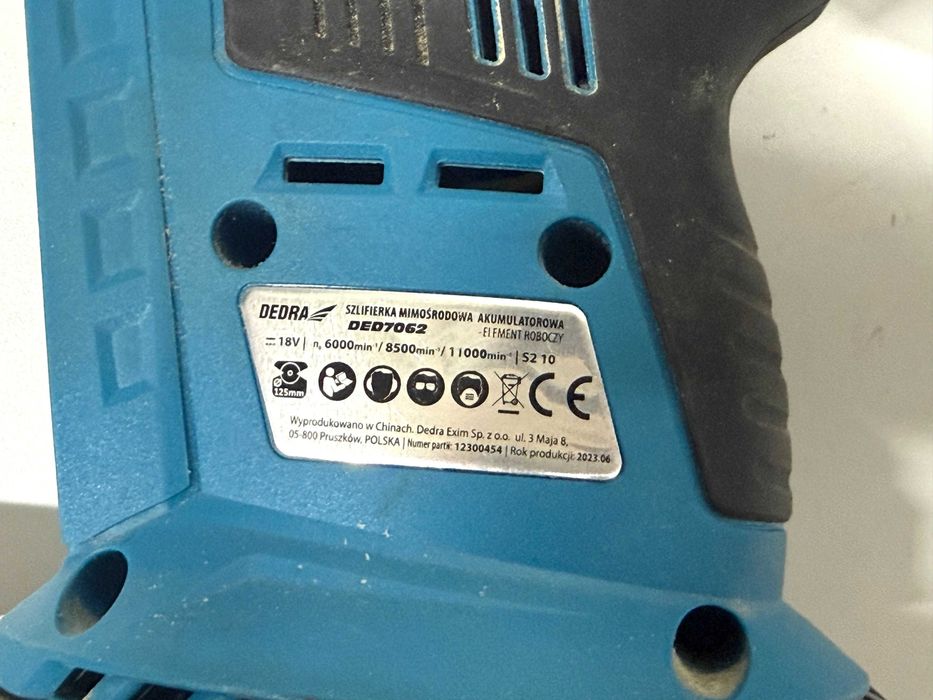 DEDRA SZLIFIERKA MIMOŚRODOWA AKUMULATOROWA
DED7062 -ELEMENT ROBOCZY
18V | n₀ 6000min⁻¹/ 8500min⁻¹/ 11000min⁻¹ | S2 10
Ø 125mm
CE
Wyprodukowano w Chinach. Dedra Exim Sp. z o.o. ul. 3 Maja 8,
05-800 Pruszków, POLSKA | Numer partii: 12300454 | Rok produkcji: 2023.06